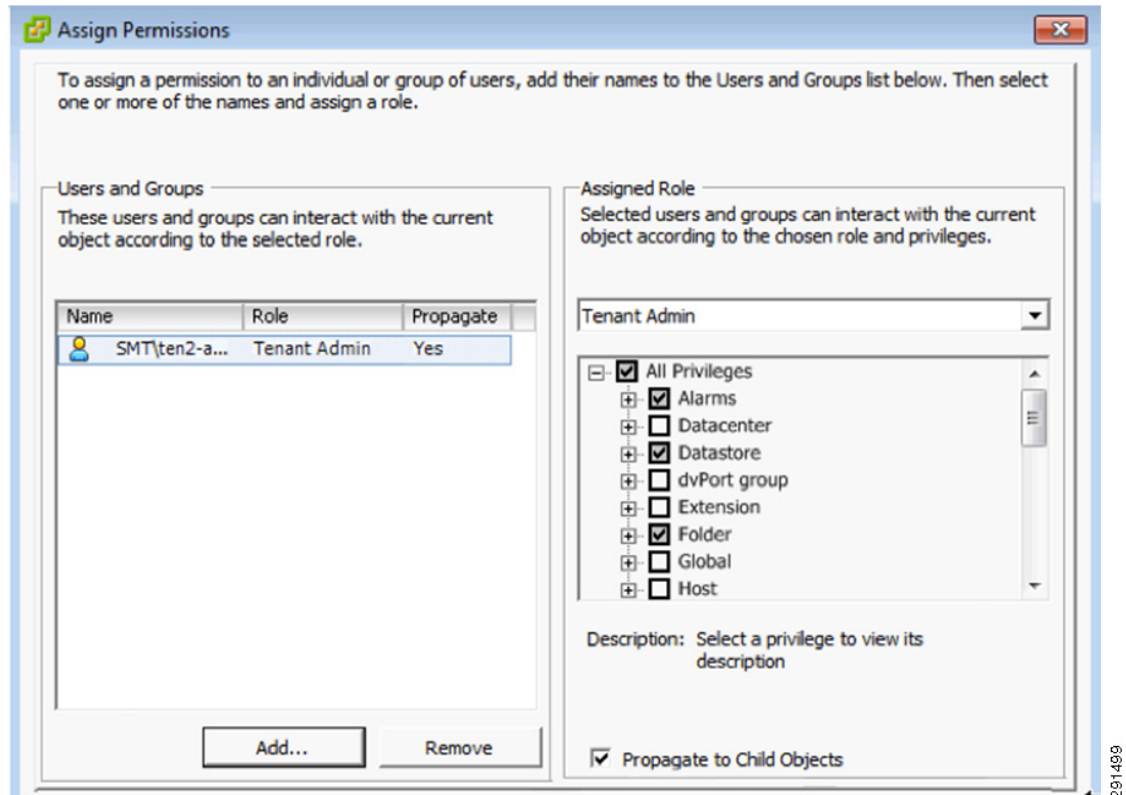 Assign Permissions
To assign a permission to an individual or group of users, add their names to the Users and Groups list below. Then select
one or more of the names and assign a role.
Users and Groups
These users and groups can interact with the current
object according to the selected role.
Name Role Propagate
SMT\ten2-a... Tenant Admin Yes
Add...
Remove
Assigned Role
Selected users and groups can interact with the current
object according to the chosen role and privileges.
Tenant Admin
All Privileges
Alarms
Datacenter
Datastore
dvPort group
Extension
Folder
Global
Host
Description: Select a privilege to view its
description
Propagate to Child Objects
291499